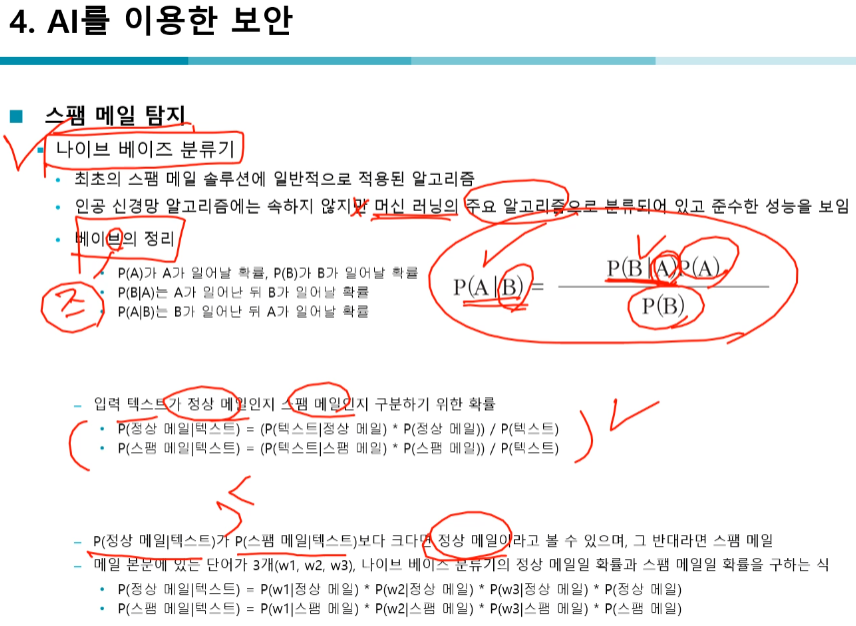 4. AI를 이용한 보안
스팸 메일 탐지
나이브 베이즈 분류기
최초의 스팸 메일 솔루션에 일반적으로 적용된 알고리즘
인공 신경망 알고리즘에는 속하지 않지만 머신 러닝의 주요 알고리즘으로 분류되어 있고 준수한 성능을 보임
베이브의 정리
P(A)가 A가 일어날 확률, P(B)가 B가 일어날 확률
P(B|A)는 A가 일어난 뒤 B가 일어날 확률
P(A|B)는 B가 일어난 뒤 A가 일어날 확률
즈
P(A|B) = P(B|A)P(A) / P(B)
– 입력 텍스트가 정상 메일인지 스팸 메일인지 구분하기 위한 확률
P(정상 메일|텍스트) = (P(텍스트|정상 메일) * P(정상 메일)) / P(텍스트)
P(스팸 메일|텍스트) = (P(텍스트|스팸 메일) * P(스팸 메일)) / P(텍스트)
– P(정상 메일|텍스트)가 P(스팸 메일|텍스트)보다 크다면 정상 메일이라고 볼 수 있으며, 그 반대라면 스팸 메일
– 메일 본문에 있는 단어가 3개(w1, w2, w3), 나이브 베이즈 분류기의 정상 메일일 확률과 스팸 메일일 확률을 구하는 식
P(정상 메일|텍스트) = P(w1|정상 메일) * P(w2|정상 메일) * P(w3|정상 메일) * P(정상 메일)
P(스팸 메일|텍스트) = P(w1|스팸 메일) * P(w2|스팸 메일) * P(w3|스팸 메일) * P(스팸 메일)